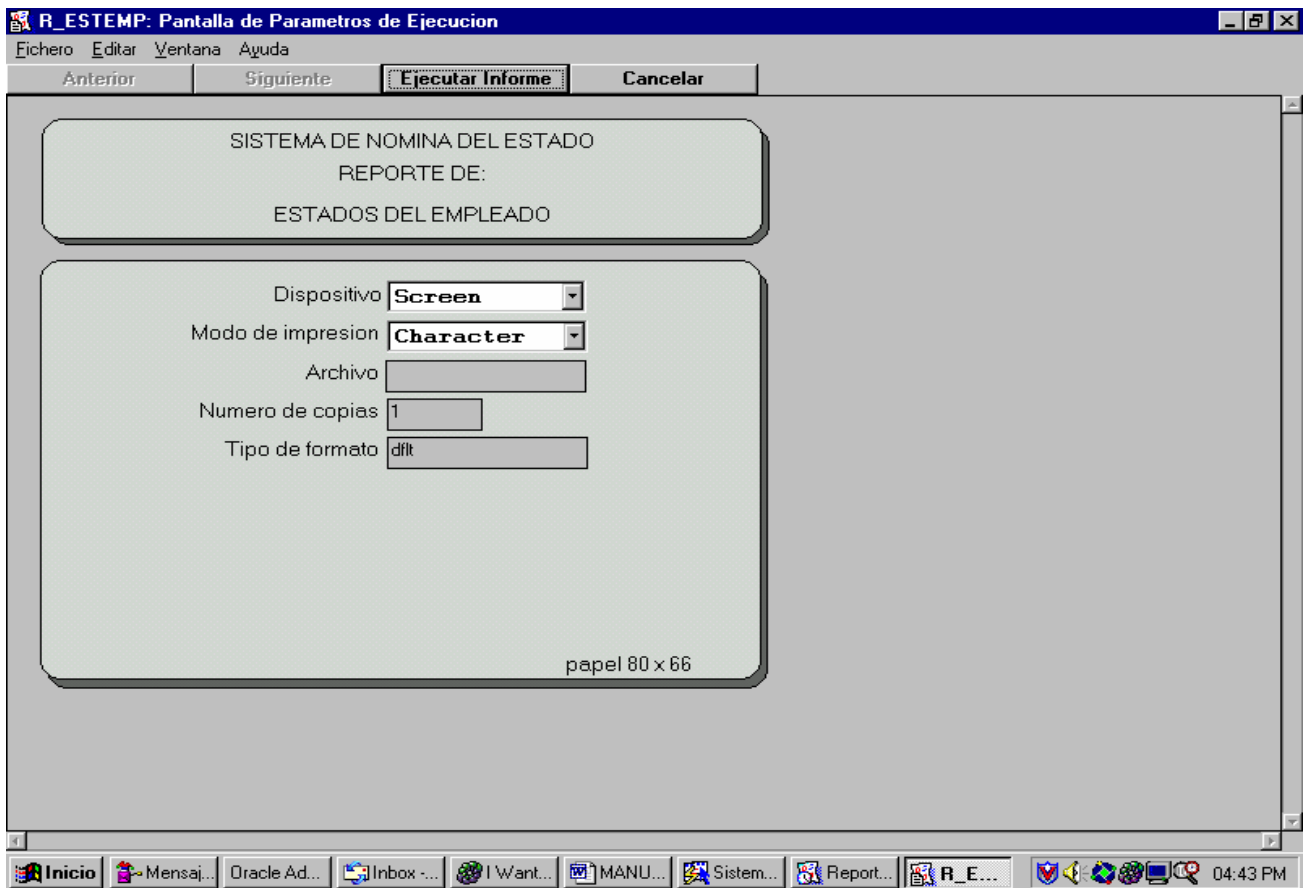 R_ESTEMP: Pantalla de Parametros de Ejecucion
Fichero Editar Ventana Ayuda
Anterior Siguiente Ejecutar Informe Cancelar
SISTEMA DE NOMINA DEL ESTADO
REPORTE DE:
ESTADOS DEL EMPLEADO
Dispositivo Screen
Modo de impresion Character
Archivo
Numero de copias 1
Tipo de formato dflt
papel 80 x 66
Inicio Mensaj... Oracle Ad... Inbox -... I Want... MANU... Sistem... Report... R_E... 04:43 PM